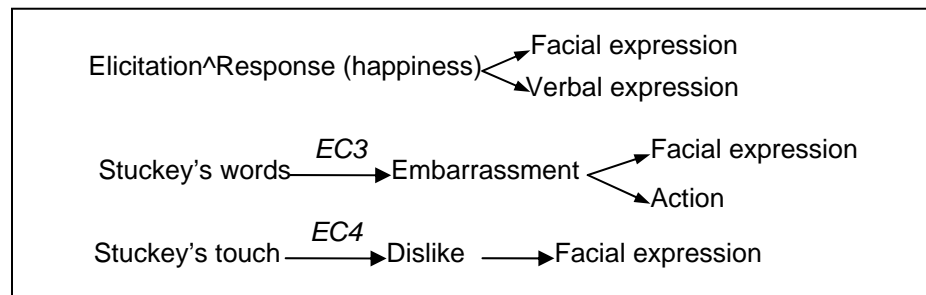 Facial expression
Elicitation^Response (happiness)
Verbal expression
EC3
Facial expression
Stuckey's words
Embarrassment
Action
EC4
Stuckey's touch
Dislike
Facial expression